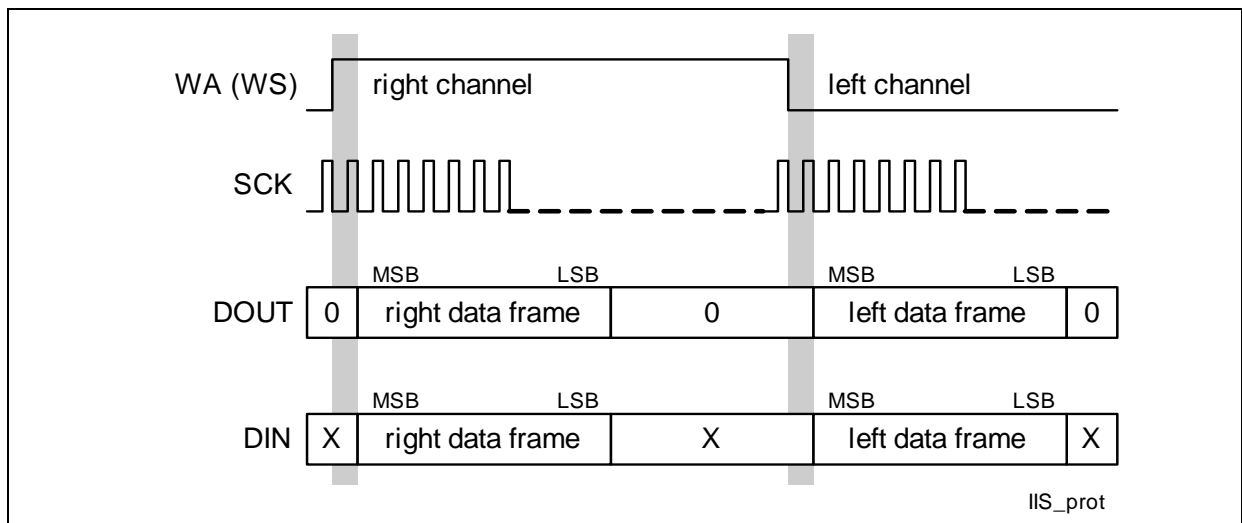 WA (WS) right channel left channel
SCK
MSB LSB MSB LSB
DOUT 0 right data frame 0 left data frame 0
MSB LSB MSB LSB
DIN X right data frame X left data frame X
IIS_prot